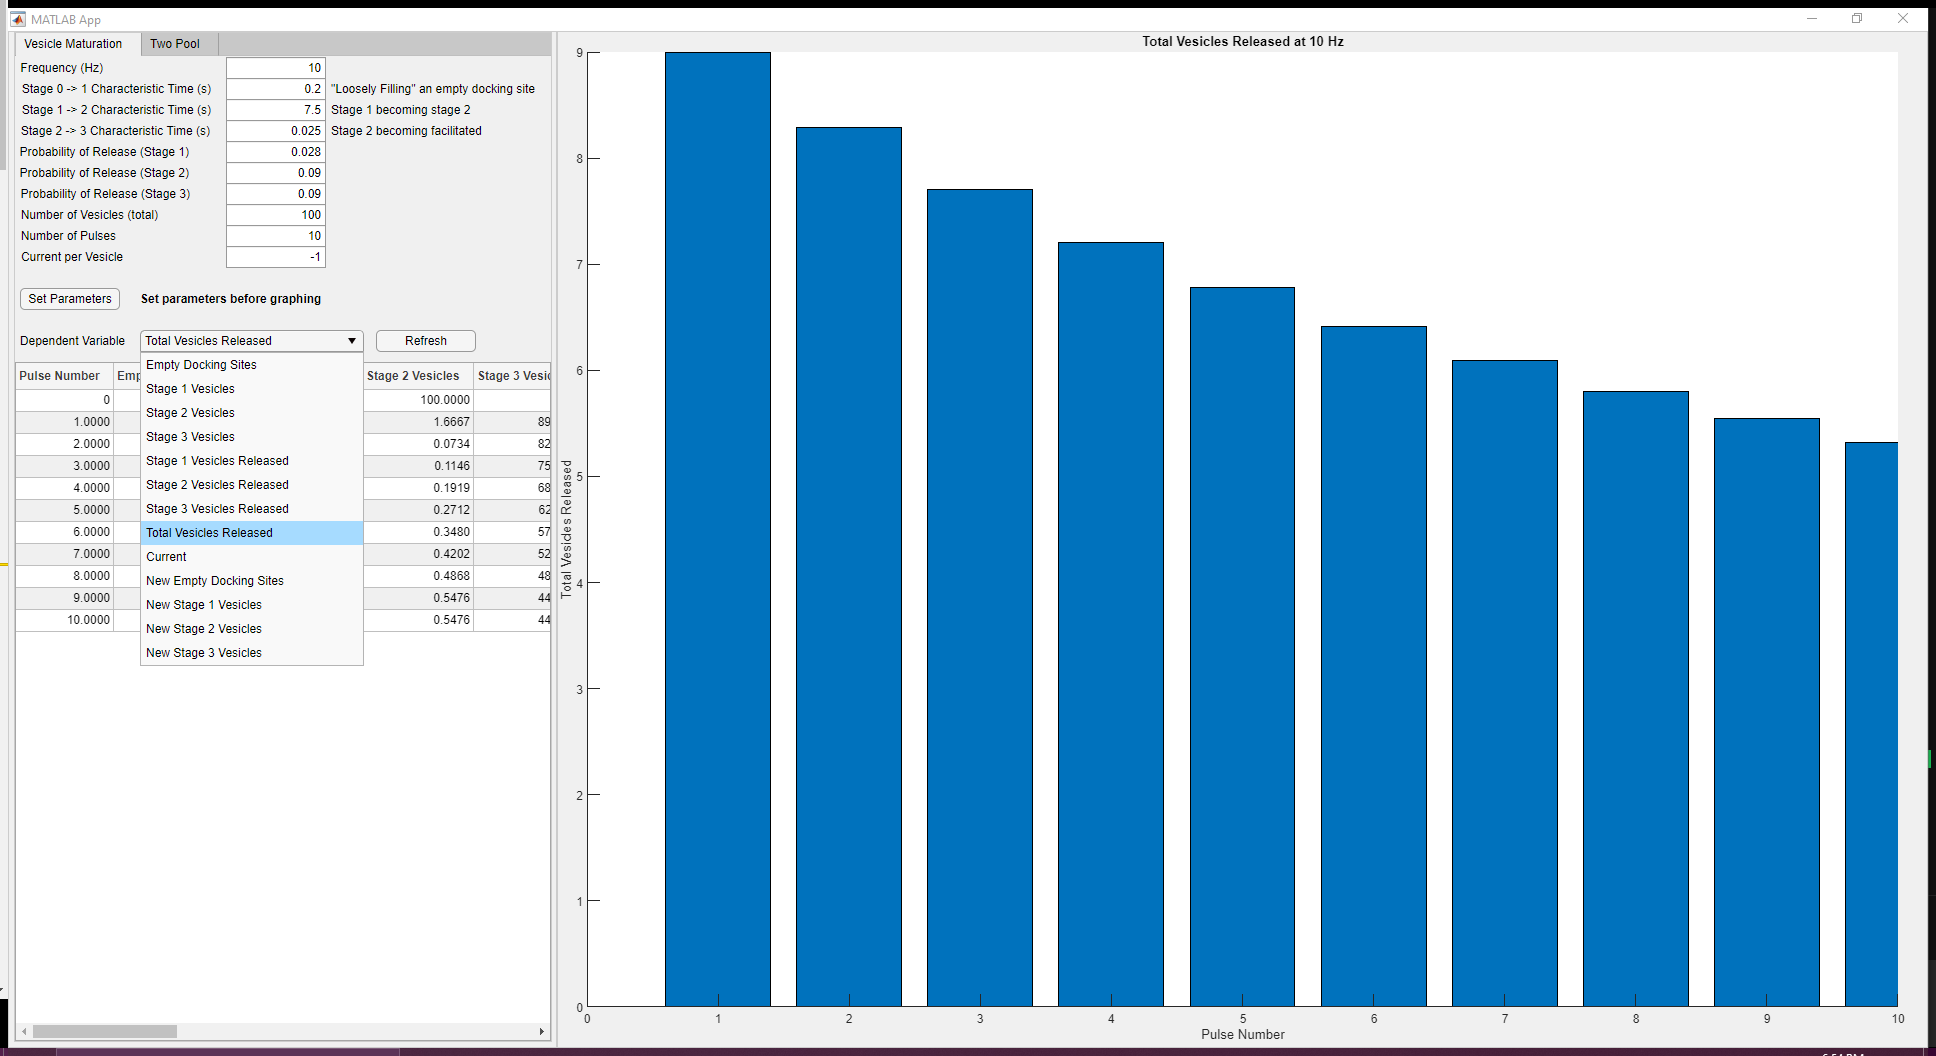 MATLAB App
Vesicle Maturation Two Pool
Frequency (Hz) 10
Stage 0 -> 1 Characteristic Time (s) 0.2 "Loosely Filling" an empty docking site
Stage 1 -> 2 Characteristic Time (s) 7.5 Stage 1 becoming stage 2
Stage 2 -> 3 Characteristic Time (s) 0.025 Stage 2 becoming facilitated
Probability of Release (Stage 1) 0.028
Probability of Release (Stage 2) 0.09
Probability of Release (Stage 3) 0.09
Number of Vesicles (total) 100
Number of Pulses 10
Current per Vesicle -1
Set Parameters Set parameters before graphing
Dependent Variable Total Vesicles Released Refresh
Empty Docking Sites
Stage 1 Vesicles
Stage 2 Vesicles
Stage 3 Vesicles
Stage 1 Vesicles Released
Stage 2 Vesicles Released
Stage 3 Vesicles Released
Total Vesicles Released
Current
New Empty Docking Sites
New Stage 1 Vesicles
New Stage 2 Vesicles
New Stage 3 Vesicles
Pulse Number Emp Stage 2 Vesicles Stage 3 Vesic
0 100.0000
1.0000 1.6667 89
2.0000 0.0734 82
3.0000 0.1146 75
4.0000 0.1919 68
5.0000 0.2712 62
6.0000 0.3480 57
7.0000 0.4202 52
8.0000 0.4868 48
9.0000 0.5476 44
10.0000 0.5476 44
Total Vesicles Released at 10 Hz
Total Vesicles Released
9
8
7
6
5
4
3
2
1
0
0 1 2 3 4 5 6 7 8 9 10
Pulse Number